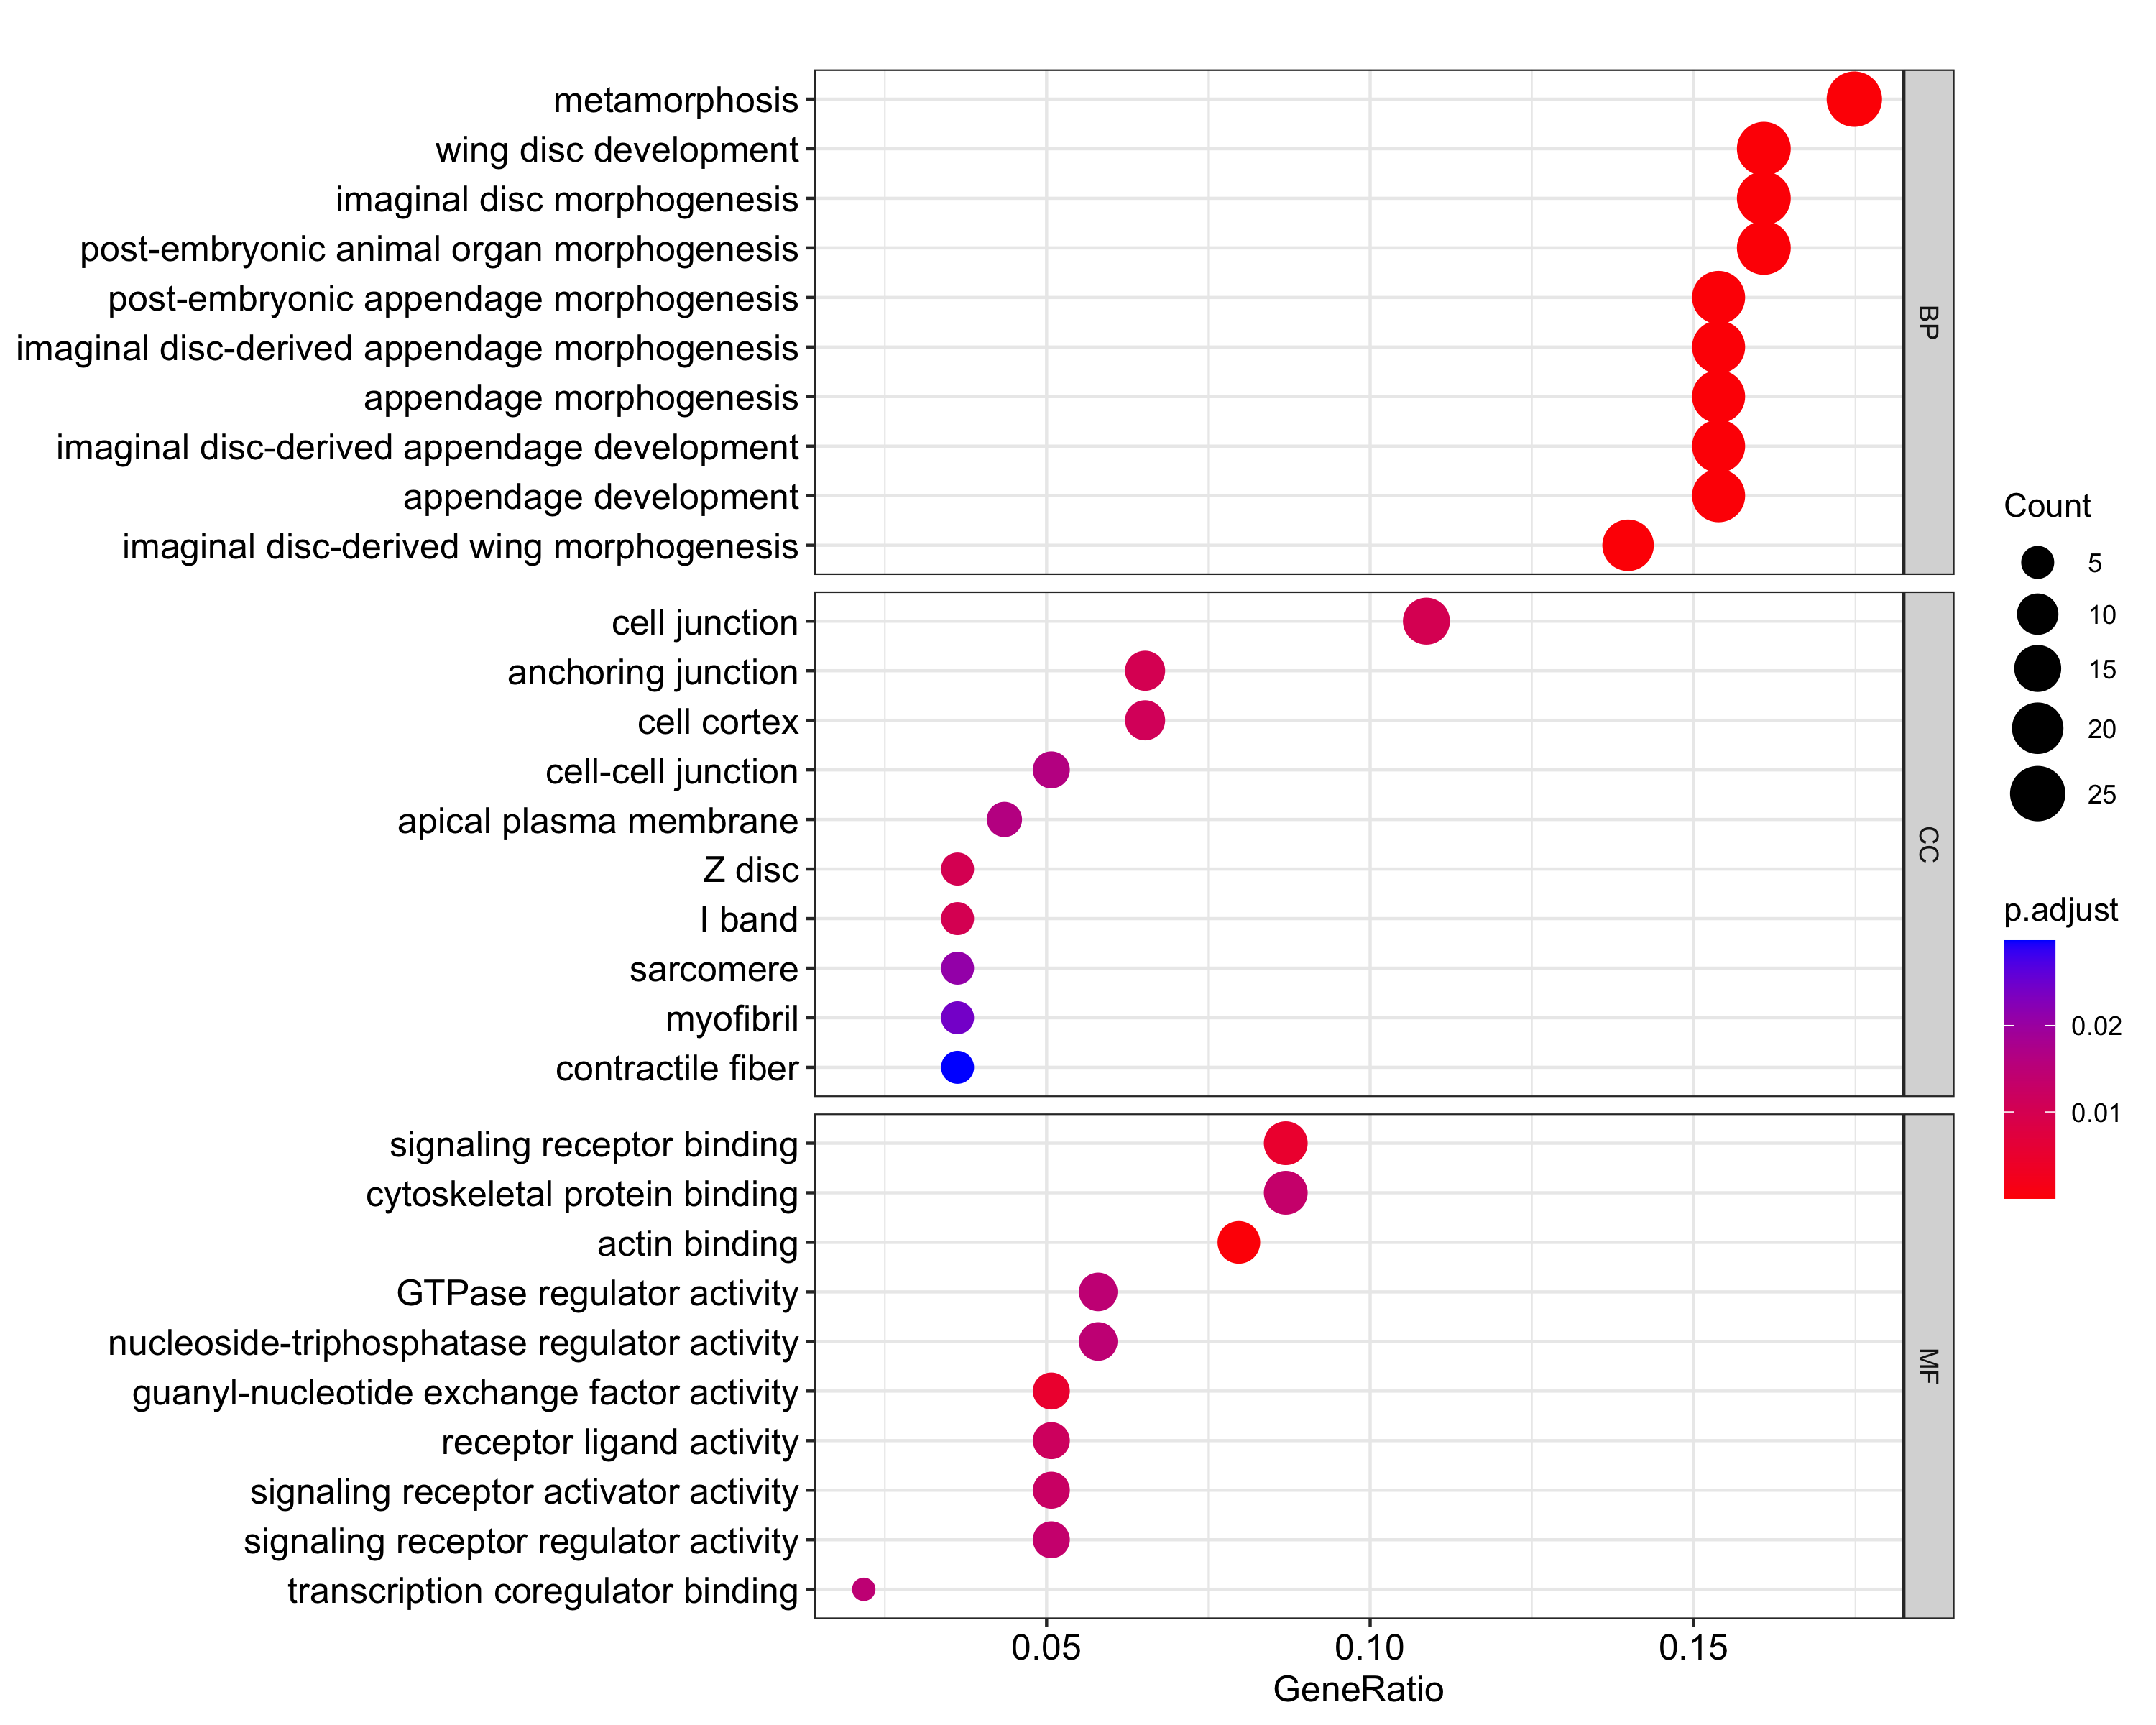 metamorphosis
wing disc development
imaginal disc morphogenesis
post-embryonic animal organ morphogenesis
post-embryonic appendage morphogenesis
imaginal disc-derived appendage morphogenesis
appendage morphogenesis
imaginal disc-derived appendage development
appendage development
imaginal disc-derived wing morphogenesis
BP
cell junction
anchoring junction
cell cortex
cell-cell junction
apical plasma membrane
Z disc
I band
sarcomere
myofibril
contractile fiber
CC
signaling receptor binding
cytoskeletal protein binding
actin binding
GTPase regulator activity
nucleoside-triphosphatase regulator activity
guanyl-nucleotide exchange factor activity
receptor ligand activity
signaling receptor activator activity
signaling receptor regulator activity
transcription coregulator binding
MF
0.05 0.10 0.15
GeneRatio
Count
5
10
15
20
25
p.adjust
0.02
0.01